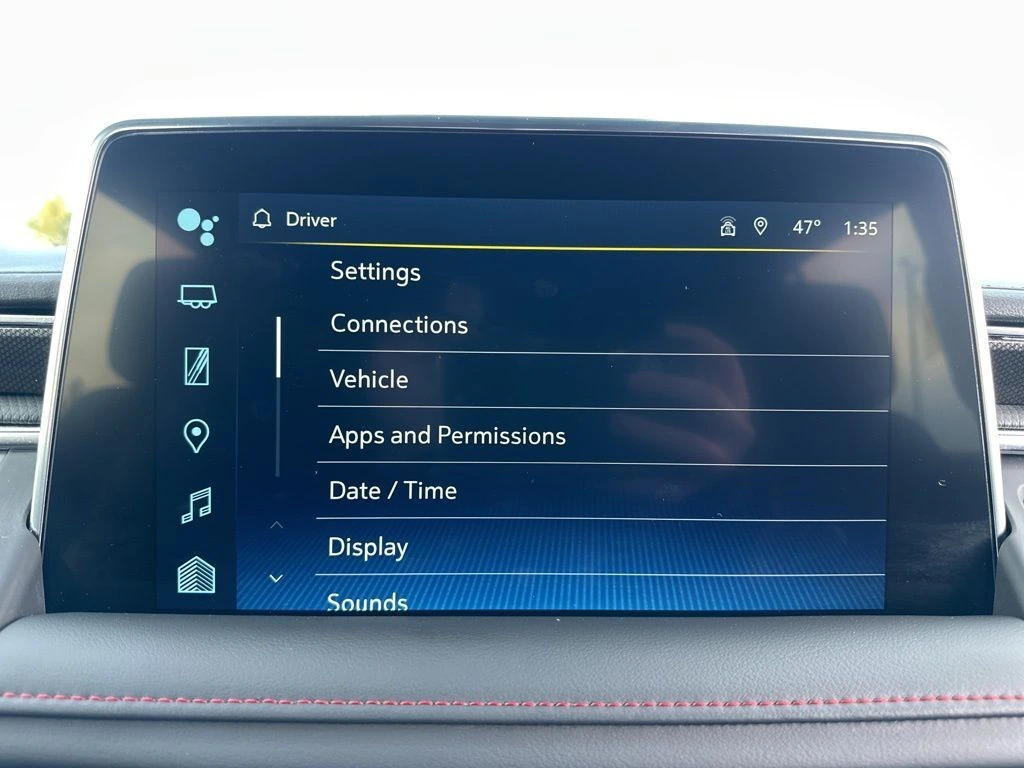 Driver 47° 1:35
Settings
Connections
Vehicle
Apps and Permissions
Date / Time
Display
Sounds